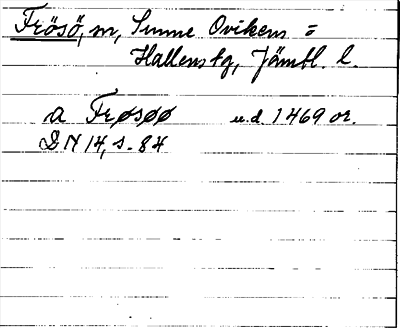 Frösö, m, Sunne Ovikens =
Hallens tg, Jämtl. l.
a Frøsøø u.d. 1469 or.
DN 14, s. 84